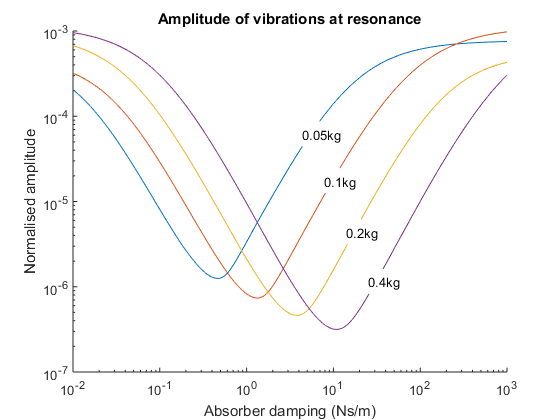 Amplitude of vibrations at resonance
Normalised amplitude
10^-3
10^-4
10^-5
10^-6
10^-7
0.05kg
0.1kg
0.2kg
0.4kg
10^-2
10^-1
10^0
10^1
10^2
10^3
Absorber damping (Ns/m)